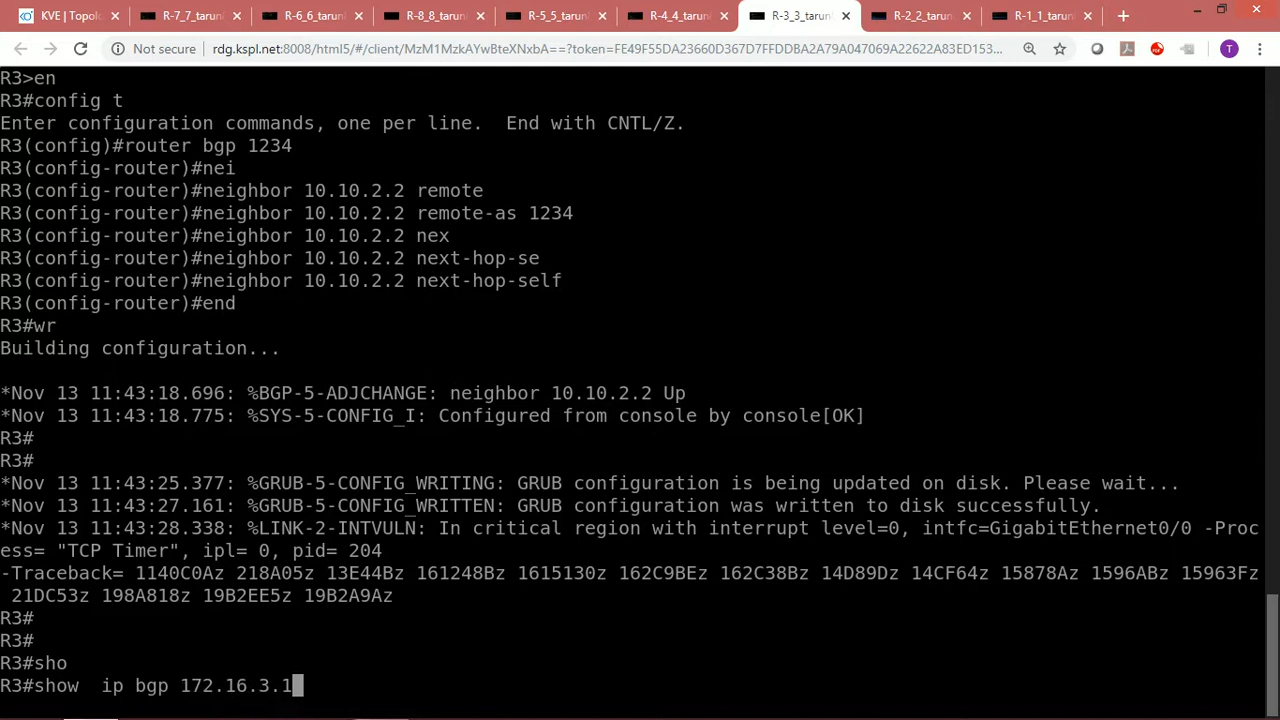 KVE | Topolo
R-7_7_tarun
R-6_6_tarun
R-8_8_tarun
R-5_5_tarun
R-4_4_tarun
R-3_3_tarun
R-2_2_tarun
R-1_1_tarun
Not secure
rdg.kspl.net:8008/html5/#/client/MzM1MzkAYwBteXNxbA==?token=FE49F55DA23660D367D7FFDDBA2A79A047069A22622A83ED153...
T
R3>en
R3#config t
Enter configuration commands, one per line.  End with CNTL/Z.
R3(config)#router bgp 1234
R3(config-router)#nei
R3(config-router)#neighbor 10.10.2.2 remote
R3(config-router)#neighbor 10.10.2.2 remote-as 1234
R3(config-router)#neighbor 10.10.2.2 nex
R3(config-router)#neighbor 10.10.2.2 next-hop-se
R3(config-router)#neighbor 10.10.2.2 next-hop-self
R3(config-router)#end
R3#wr
Building configuration...
*Nov 13 11:43:18.696: %BGP-5-ADJCHANGE: neighbor 10.10.2.2 Up
*Nov 13 11:43:18.775: %SYS-5-CONFIG_I: Configured from console by console[OK]
R3#
R3#
*Nov 13 11:43:25.377: %GRUB-5-CONFIG_WRITING: GRUB configuration is being updated on disk. Please wait...
*Nov 13 11:43:27.161: %GRUB-5-CONFIG_WRITTEN: GRUB configuration was written to disk successfully.
*Nov 13 11:43:28.338: %LINK-2-INTVULN: In critical region with interrupt level=0, intfc=GigabitEthernet0/0 -Proc
ess= "TCP Timer", ipl= 0, pid= 204
-Traceback= 1140C0Az 218A05z 13E44Bz 161248Bz 1615130z 162C9BEz 162C38Bz 14D89Dz 14CF64z 15878Az 1596ABz 15963Fz
21DC53z 198A818z 19B2EE5z 19B2A9Az
R3#
R3#
R3#sho
R3#show  ip bgp 172.16.3.1